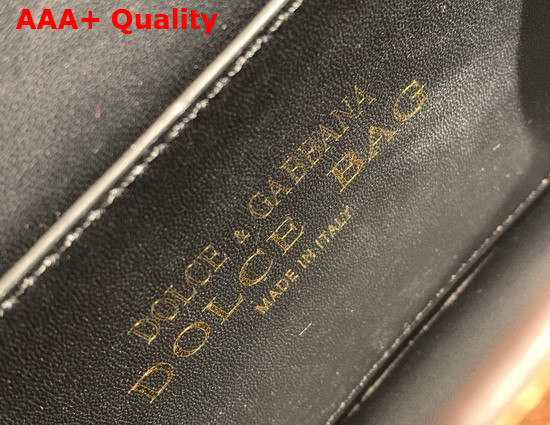 AAA+ Quality
DOLCE & GABBANA
DOLCE BAG
MADE IN ITALY